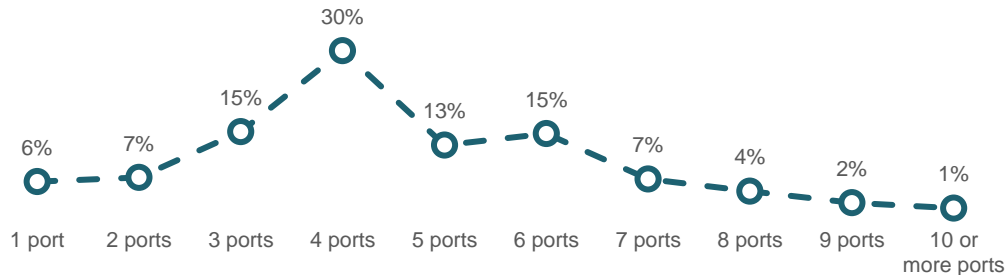 30%
15%
13%
15%
6%
7%
7%
4%
2%
1%
1 port
2 ports
3 ports
4 ports
5 ports
6 ports
7 ports
8 ports
9 ports
10 or
more ports